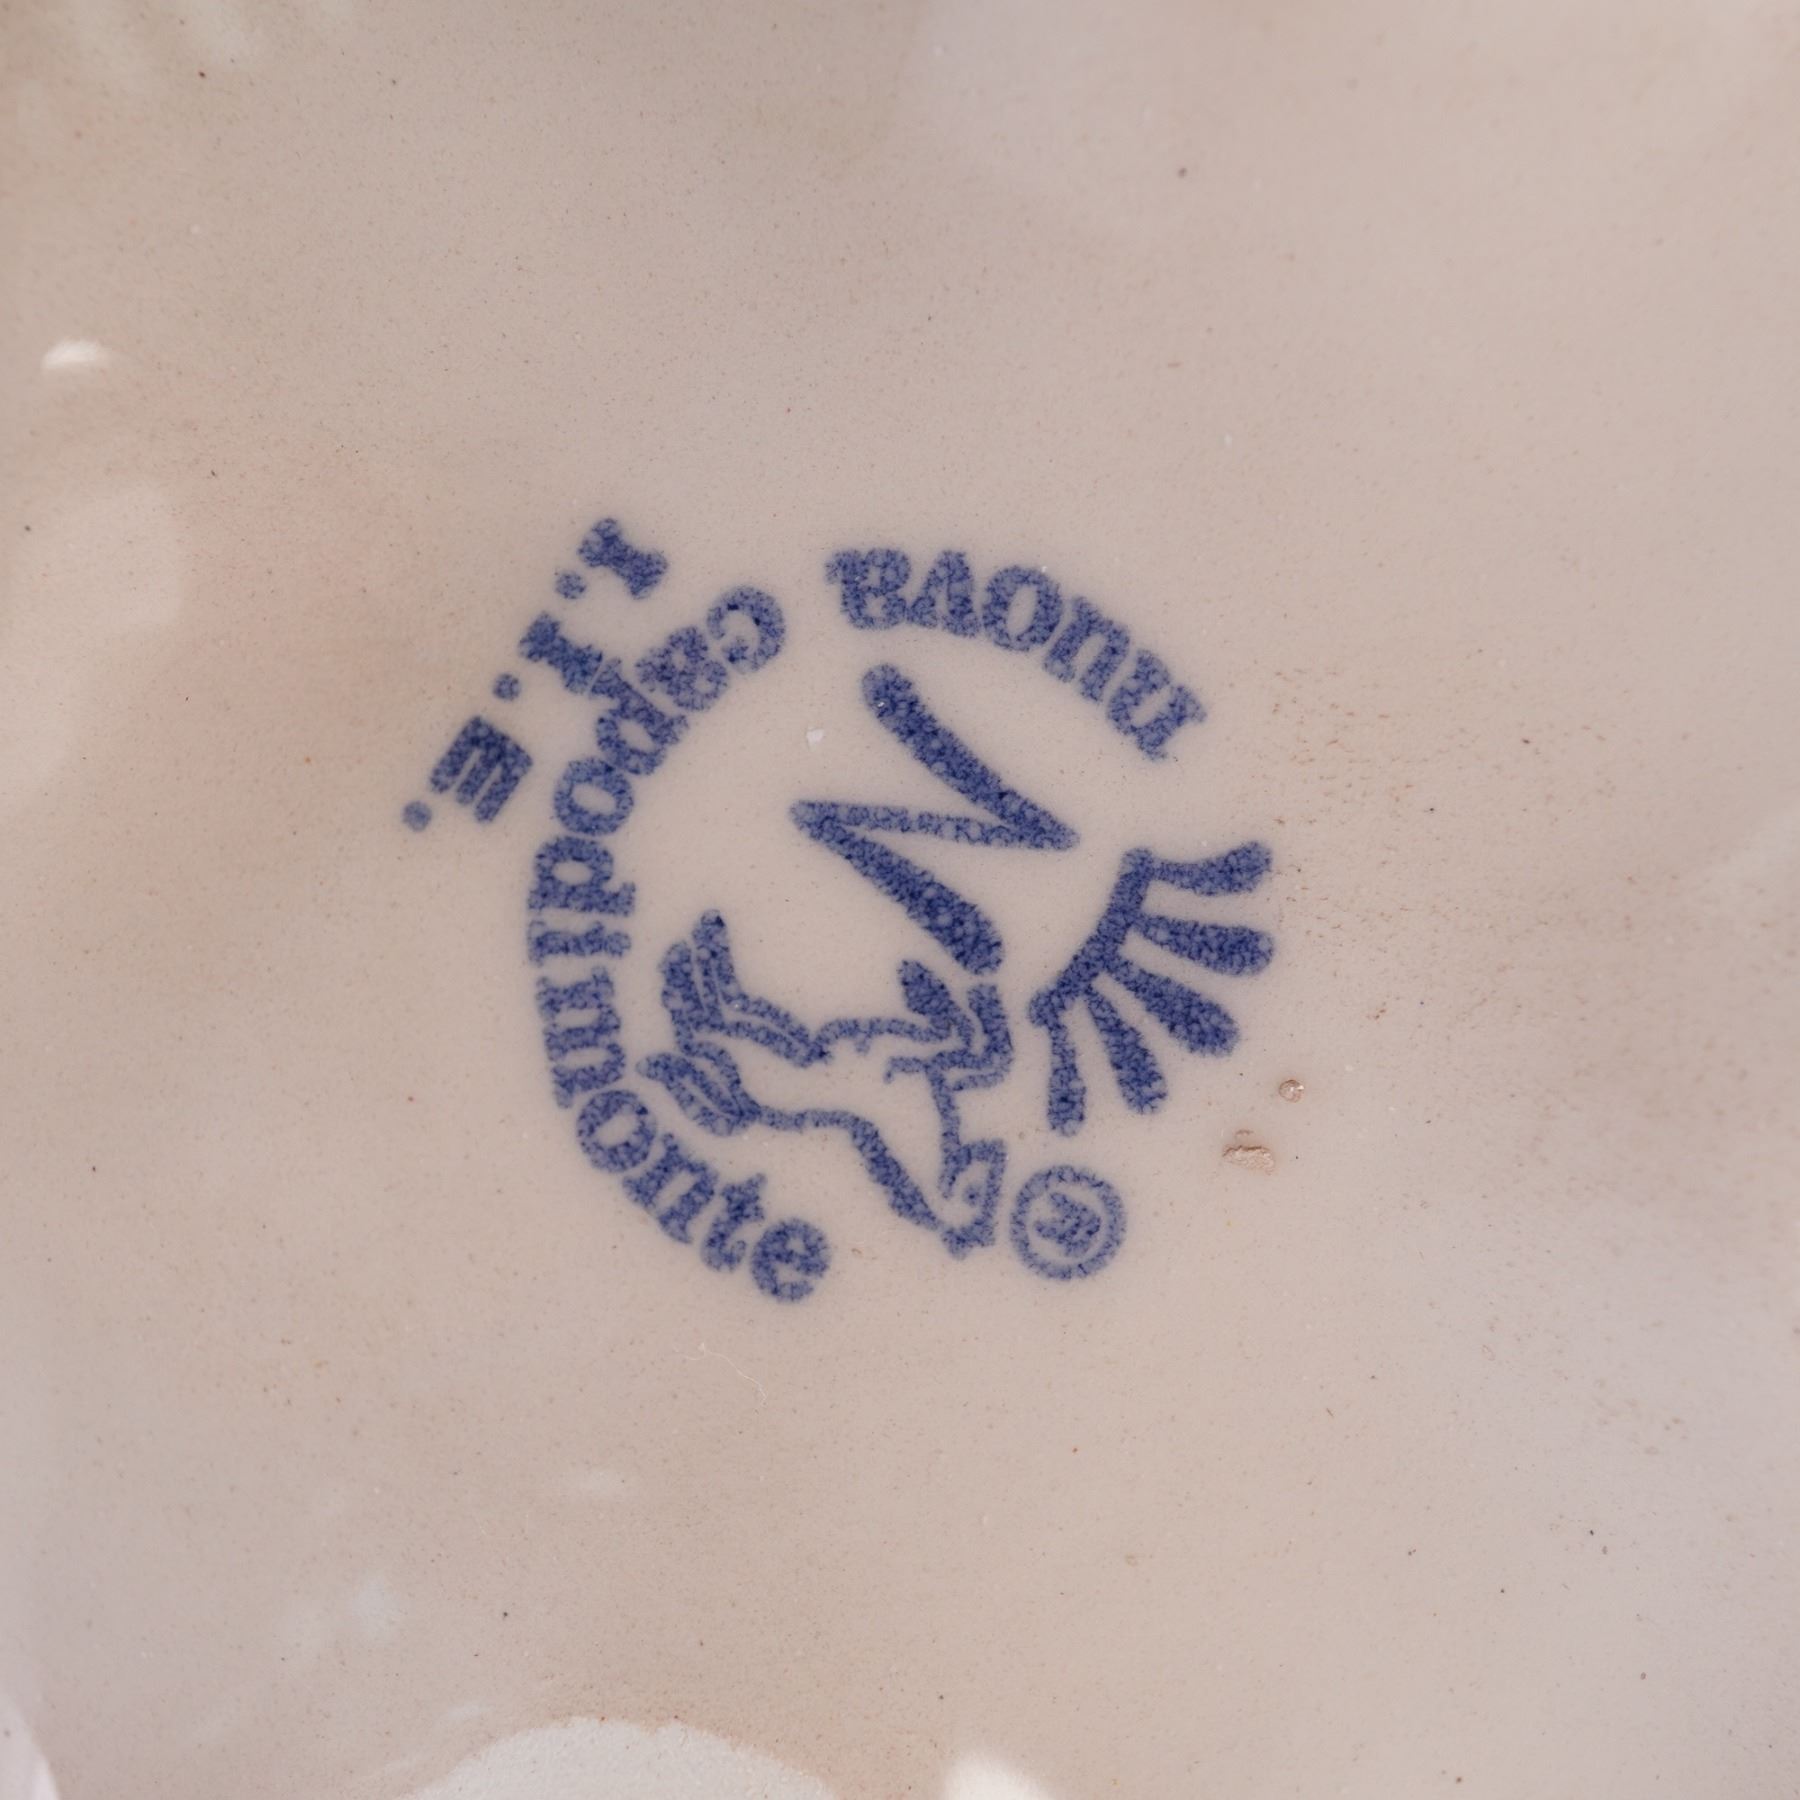 nuova
N
capodimonte
I.I.E.
®